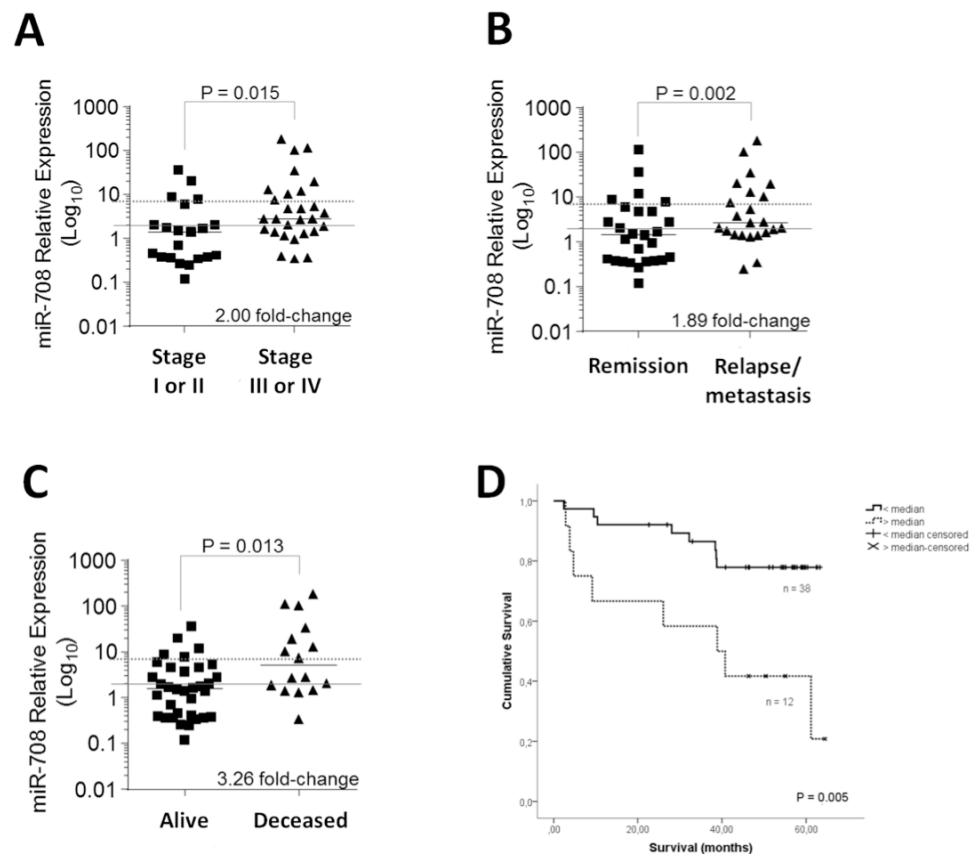 A
miR-708 Relative Expression
(Log10)
1000
100
10
1
0.1
0.01
P = 0.015
2.00 fold-change
Stage
I or II
Stage
III or IV
B
miR-708 Relative Expression
(Log10)
1000
100
10
1
0.1
0.01
P = 0.002
1.89 fold-change
Remission
Relapse/
metastasis
C
miR-708 Relative Expression
(Log10)
1000
100
10
1
0.1
0.01
P = 0.013
3.26 fold-change
Alive
Deceased
D
Cumulative Survival
1,0
0,8
0,6
0,4
0,2
0,0
,00
20,00
40,00
60,00
Survival (months)
n = 38
n = 12
P = 0.005
< median
> median
< median censored
> median-censored